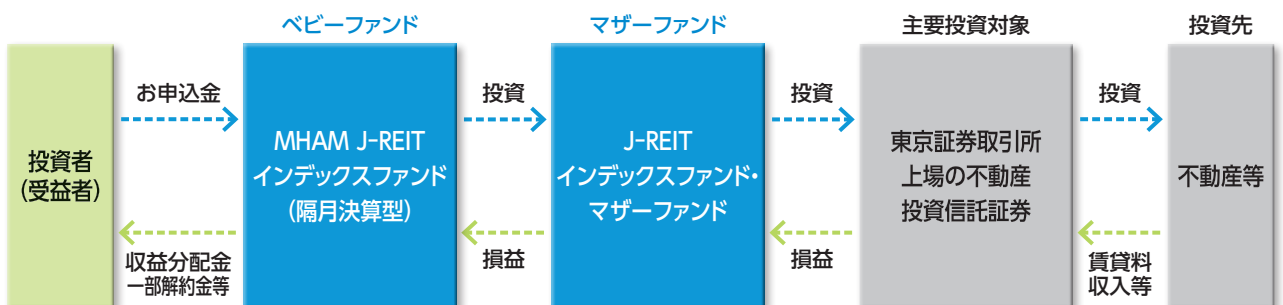 ベビーファンド
マザーファンド
主要投資対象
投資先
投資者
(受益者)
お申込金
収益分配金
一部解約金等
MHAM J-REIT
インデックスファンド
(隔月決算型)
投資
損益
J-REIT
インデックスファンド・
マザーファンド
投資
損益
東京証券取引所
上場の不動産
投資信託証券
投資
賃貸料
収入等
不動産等